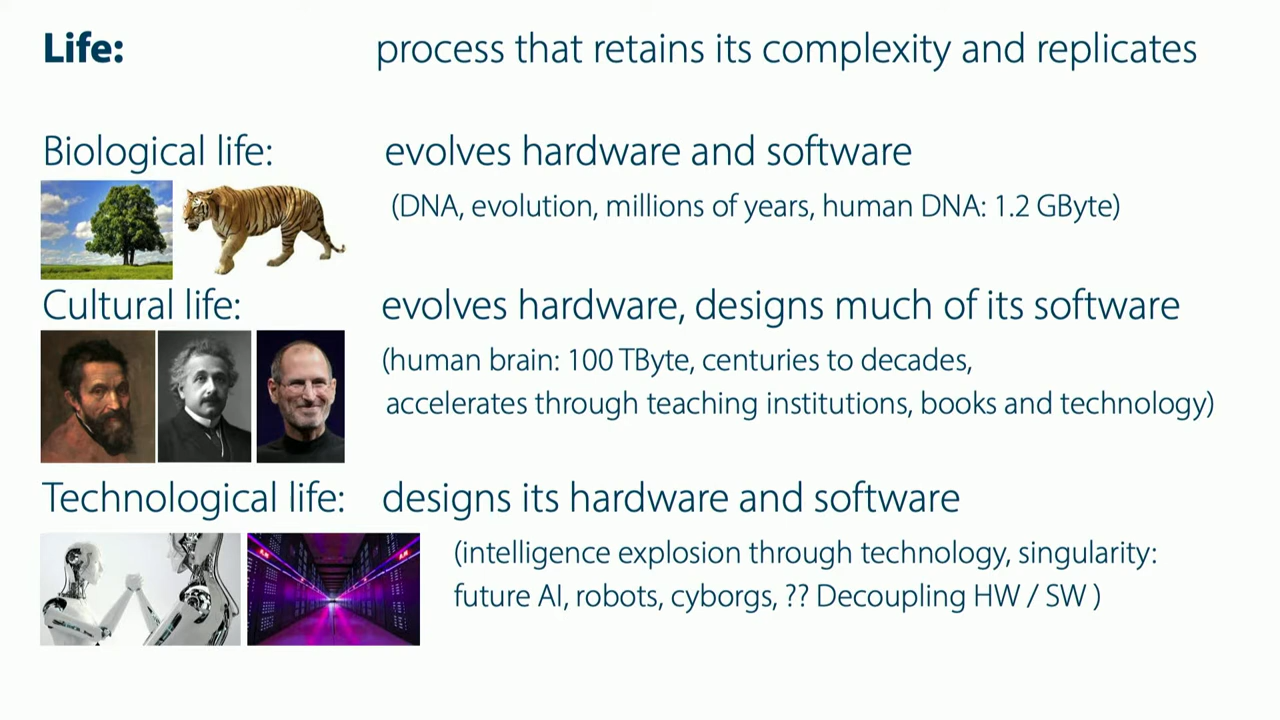 Life: process that retains its complexity and replicates
Biological life: evolves hardware and software
(DNA, evolution, millions of years, human DNA: 1.2 GByte)
Cultural life: evolves hardware, designs much of its software
(human brain: 100 TByte, centuries to decades,
accelerates through teaching institutions, books and technology)
Technological life: designs its hardware and software
(intelligence explosion through technology, singularity:
future AI, robots, cyborgs, ?? Decoupling HW / SW )